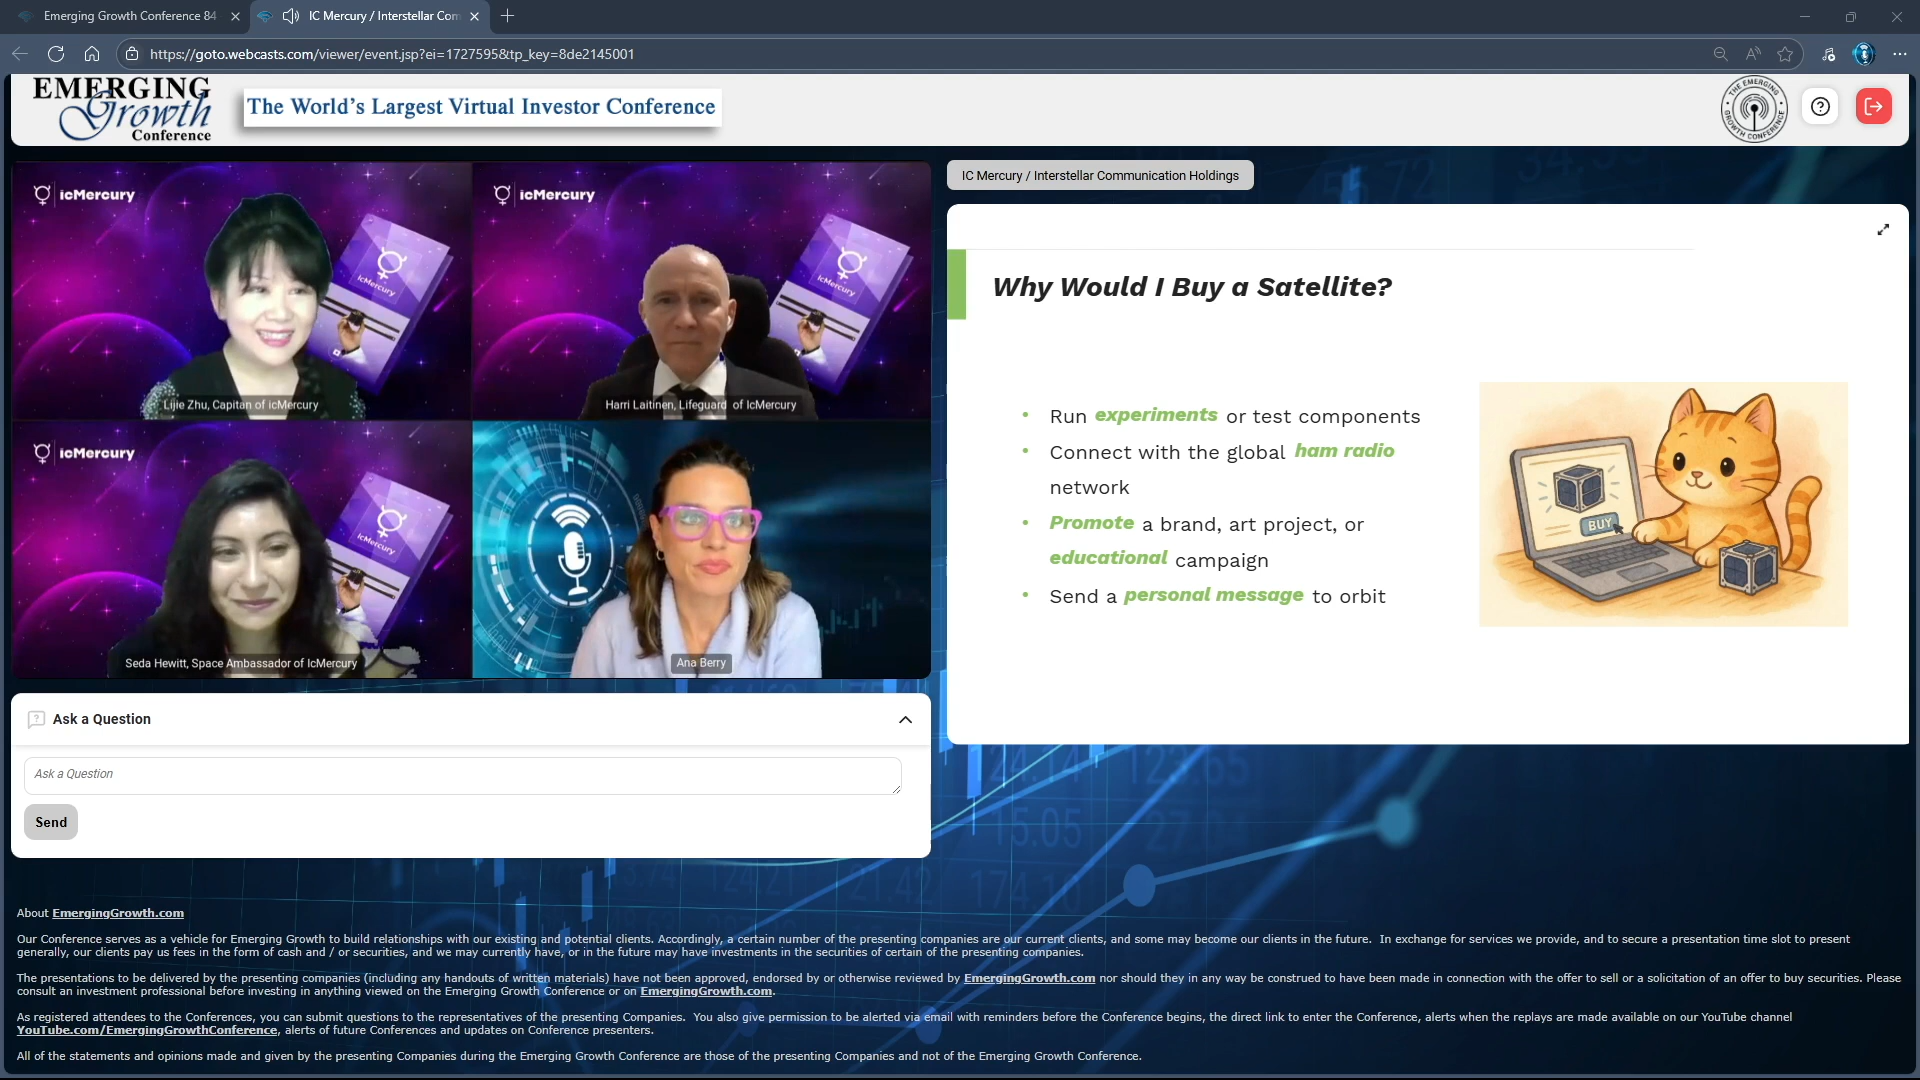 Emerging Growth Conference 84
IC Mercury / Interstellar Com
https://goto.webcasts.com/viewer/event.jsp?ei=1727595&tp_key=8de2145001
EMERGING
Growth
Conference
The World's Largest Virtual Investor Conference
THE EMERGING
GROWTH CONFERENCE
icMercury
icMercury
Lijie Zhu, Capitan of icMercury
icMercury
icMercury
Harri Laitinen, Lifeguard of IcMercury
icMercury
icMercury
Seda Hewitt, Space Ambassador of IcMercury
Ana Berry
IC Mercury / Interstellar Communication Holdings
Why Would I Buy a Satellite?
• Run experiments or test components
• Connect with the global ham radio
network
• Promote a brand, art project, or
educational campaign
• Send a personal message to orbit
BUY
Ask a Question
Ask a Question
Send
24.14 123.65
15.05
174.10
21.42
About EmergingGrowth.com
Our Conference serves as a vehicle for Emerging Growth to build relationships with our existing and potential clients. Accordingly, a certain number of the presenting companies are our current clients, and some may become our clients in the future. In exchange for services we provide, and to secure a presentation time slot to present
generally, our clients pay us fees in the form of cash and / or securities, and we may currently have, or in the future may have investments in the securities of certain of the presenting companies.
The presentations to be delivered by the presenting companies (including any handouts of written materials) have not been approved, endorsed by or otherwise reviewed by EmergingGrowth.com nor should they in any way be construed to have been made in connection with the offer to sell or a solicitation of an offer to buy securities. Please
consult an investment professional before investing in anything viewed on the Emerging Growth Conference or on EmergingGrowth.com.
As registered attendees to the Conferences, you can submit questions to the representatives of the presenting Companies. You also give permission to be alerted via email with reminders before the Conference begins, the direct link to enter the Conference, alerts when the replays are made available on our YouTube channel
YouTube.com/EmergingGrowthConference, alerts of future Conferences and updates on Conference presenters.
All of the statements and opinions made and given by the presenting Companies during the Emerging Growth Conference are those of the presenting Companies and not of the Emerging Growth Conference.